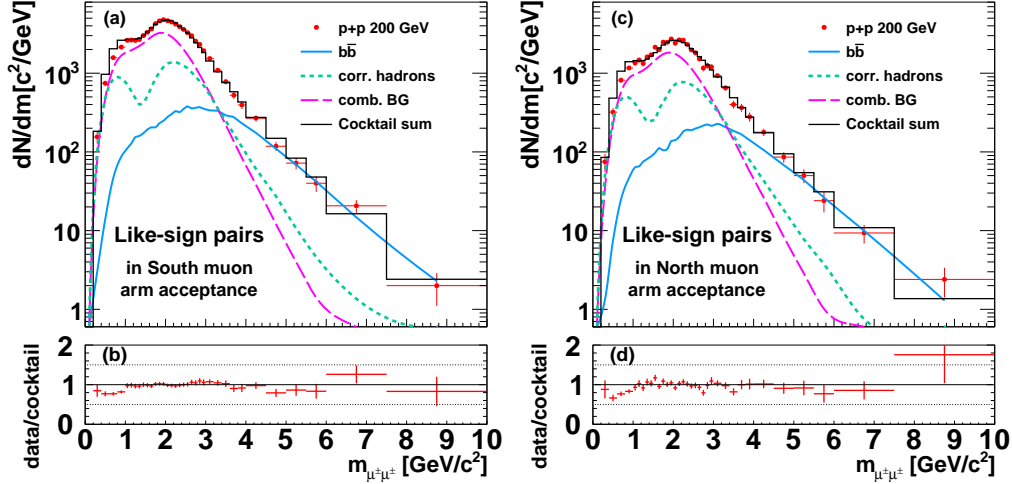 (a)
p+p 200 GeV
bb̅
corr. hadrons
comb. BG
Cocktail sum
dN/dm[c²/GeV]
10³
10²
10
1
Like-sign pairs
in South muon
arm acceptance
(b)
data/cocktail
2
1
0
0 1 2 3 4 5 6 7 8 9 10
m_μ±μ± [GeV/c²]
(c)
p+p 200 GeV
bb̅
corr. hadrons
comb. BG
Cocktail sum
dN/dm[c²/GeV]
10³
10²
10
1
Like-sign pairs
in North muon
arm acceptance
(d)
data/cocktail
2
1
0
0 1 2 3 4 5 6 7 8 9 10
m_μ±μ± [GeV/c²]